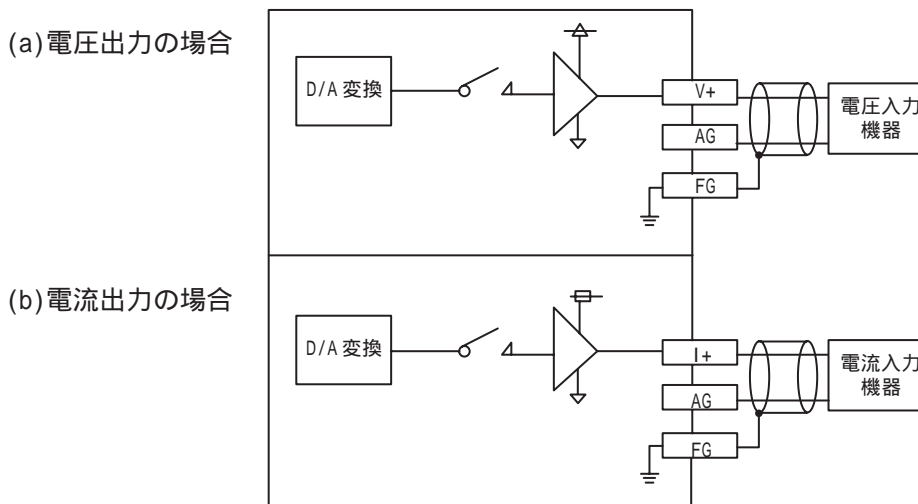 (a)電圧出力の場合
D/A 変換
V+
AG
FG
電圧入力
機器
(b)電流出力の場合
D/A 変換
I+
AG
FG
電流入力
機器